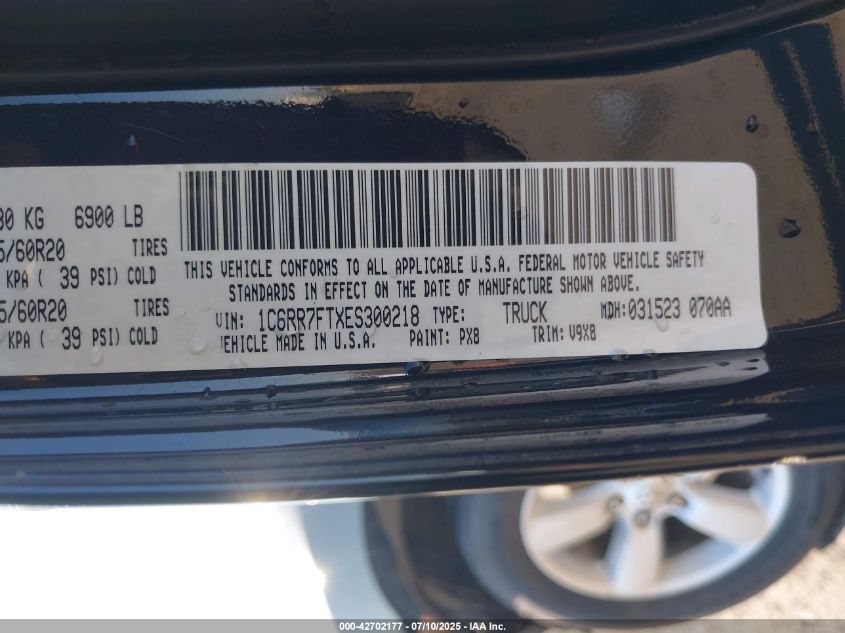 30 KG 6900 LB
5/60R20 TIRES
KPA ( 39 PSI) COLD
5/60R20 TIRES
KPA ( 39 PSI) COLD
THIS VEHICLE CONFORMS TO ALL APPLICABLE U.S.A. FEDERAL MOTOR VEHICLE SAFETY
STANDARDS IN EFFECT ON THE DATE OF MANUFACTURE SHOWN ABOVE.
VIN: 1C6RR7FTXES300218 TYPE: TRUCK MDH: 031523 070AA
VEHICLE MADE IN U.S.A. PAINT: PX8 TRIM: V9X8
000-42702177 - 07/10/2025 - IAA Inc.